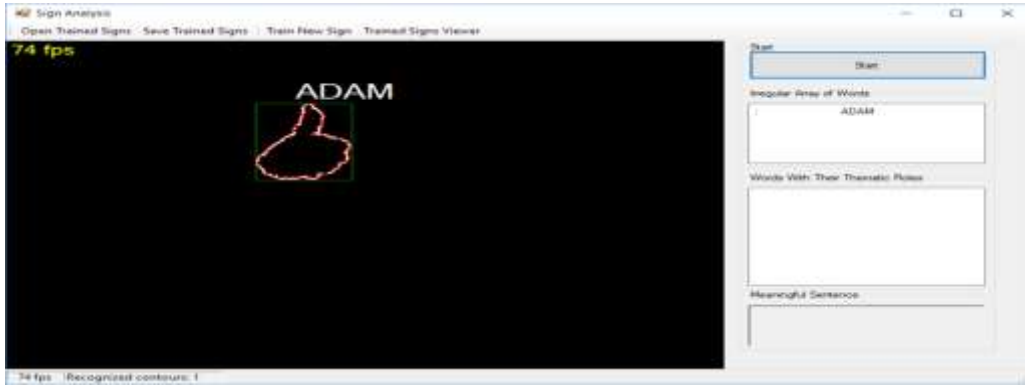 Sign Analysis
Open Trained Signs Save Trained Signs Train New Sign Trained Signs Viewer
74 fps
ADAM
Start
Start
Irregular Array of Words
ADAM
Words With Their Thematic Roles
Meaningful Sentence
74 fps Recognized contours: 1